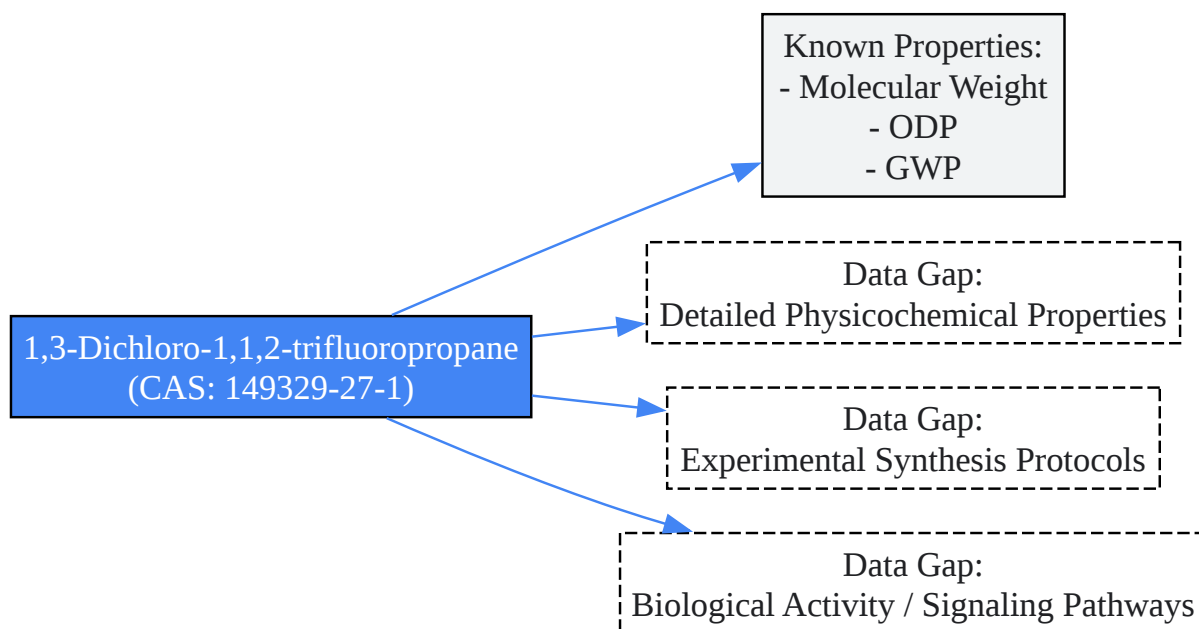 Known Properties:
- Molecular Weight
- ODP
- GWP
Data Gap:
Detailed Physicochemical Properties
1,3-Dichloro-1,1,2-trifluoropropane
(CAS: 149329-27-1)
Data Gap:
Experimental Synthesis Protocols
Data Gap:
Biological Activity / Signaling Pathways